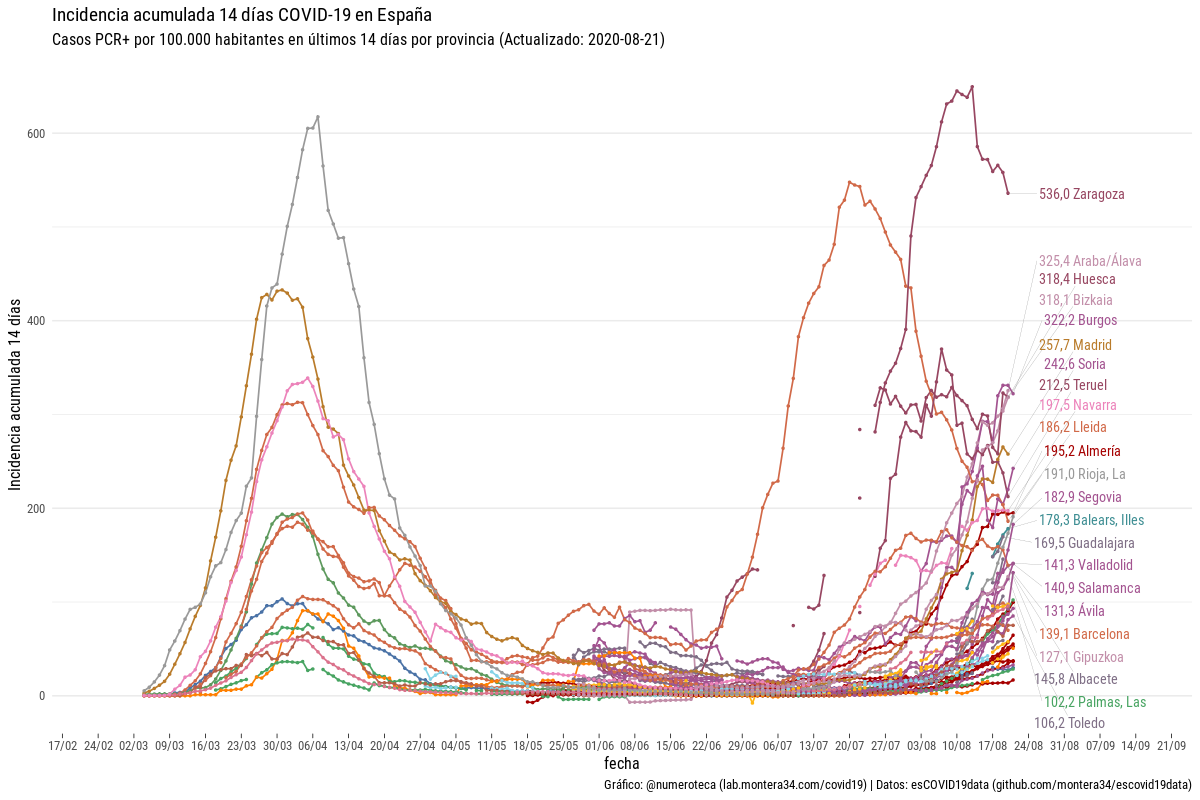 Incidencia acumulada 14 días COVID-19 en España
Casos PCR+ por 100.000 habitantes en últimos 14 días por provincia (Actualizado: 2020-08-21)
Incidencia acumulada 14 días
600
400
200
0
536,0 Zaragoza
325,4 Araba/Álava
318,4 Huesca
318,1 Bizkaia
322,2 Burgos
257,7 Madrid
242,6 Soria
212,5 Teruel
197,5 Navarra
186,2 Lleida
195,2 Almería
191,0 Rioja, La
182,9 Segovia
178,3 Balears, Illes
169,5 Guadalajara
141,3 Valladolid
140,9 Salamanca
131,3 Ávila
139,1 Barcelona
127,1 Gipuzkoa
145,8 Albacete
102,2 Palmas, Las
106,2 Toledo
17/02 24/02 02/03 09/03 16/03 23/03 30/03 06/04 13/04 20/04 27/04 04/05 11/05 18/05 25/05 01/06 08/06 15/06 22/06 29/06 06/07 13/07 20/07 27/07 03/08 10/08 17/08 24/08 31/08 07/09 14/09 21/09
fecha
Gráfico: @numeroteca (lab.montera34.com/covid19) | Datos: esCOVID19data (github.com/montera34/escovid19data)